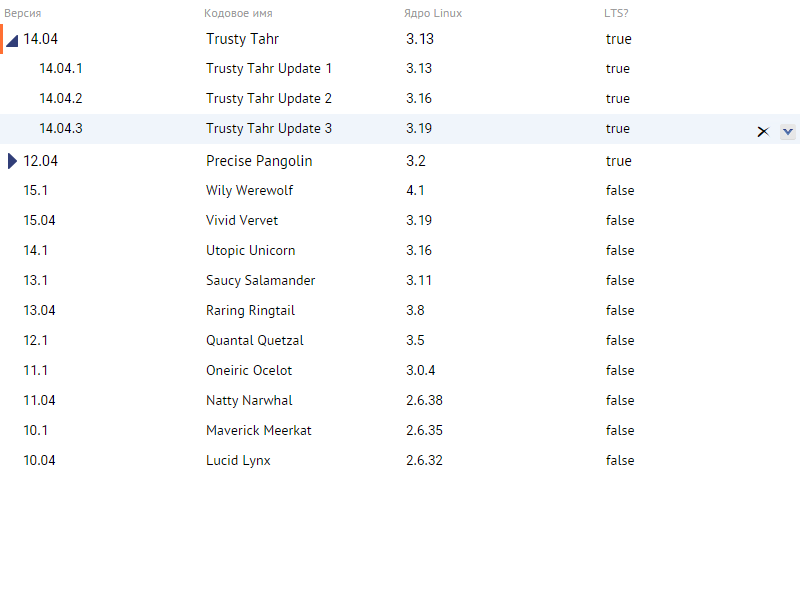 Версия Кодовое имя Ядро Linux LTS?
14.04 Trusty Tahr 3.13 true
14.04.1 Trusty Tahr Update 1 3.13 true
14.04.2 Trusty Tahr Update 2 3.16 true
14.04.3 Trusty Tahr Update 3 3.19 true
12.04 Precise Pangolin 3.2 true
15.1 Wily Werewolf 4.1 false
15.04 Vivid Vervet 3.19 false
14.1 Utopic Unicorn 3.16 false
13.1 Saucy Salamander 3.11 false
13.04 Raring Ringtail 3.8 false
12.1 Quantal Quetzal 3.5 false
11.1 Oneiric Ocelot 3.0.4 false
11.04 Natty Narwhal 2.6.38 false
10.1 Maverick Meerkat 2.6.35 false
10.04 Lucid Lynx 2.6.32 false